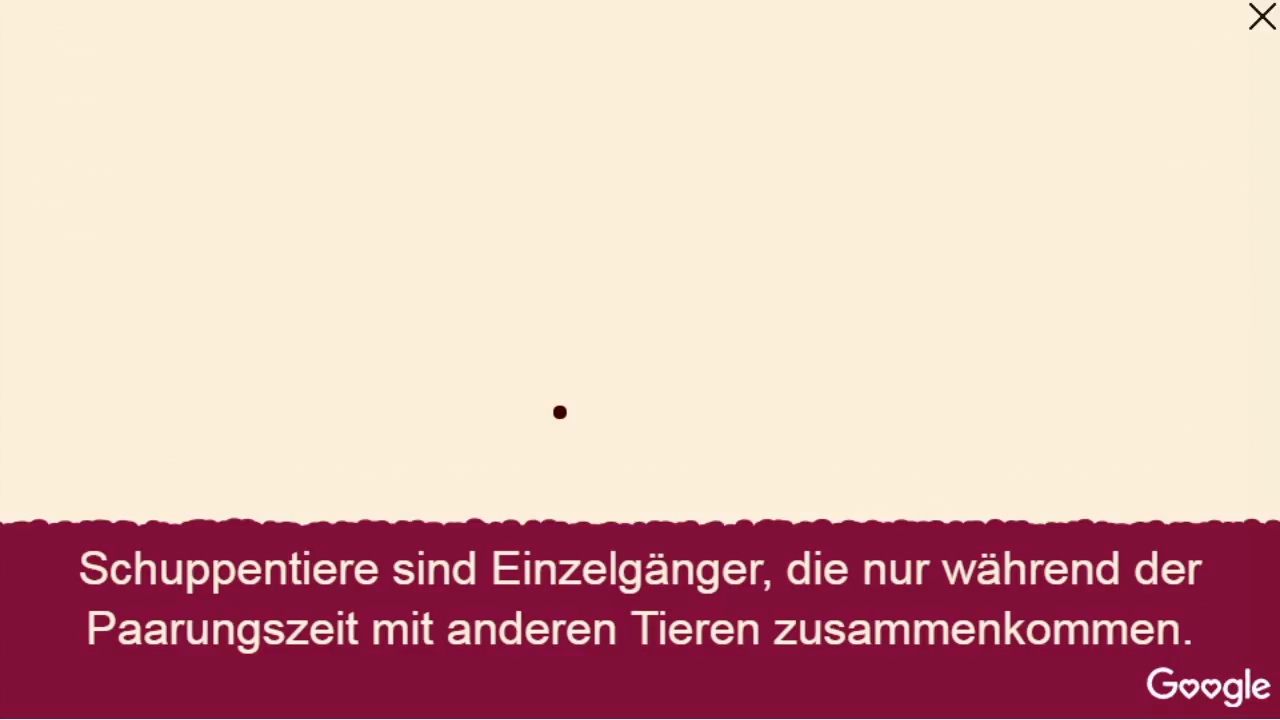 Schuppentiere sind Einzelgänger, die nur während der
Paarungszeit mit anderen Tieren zusammenkommen.
Google